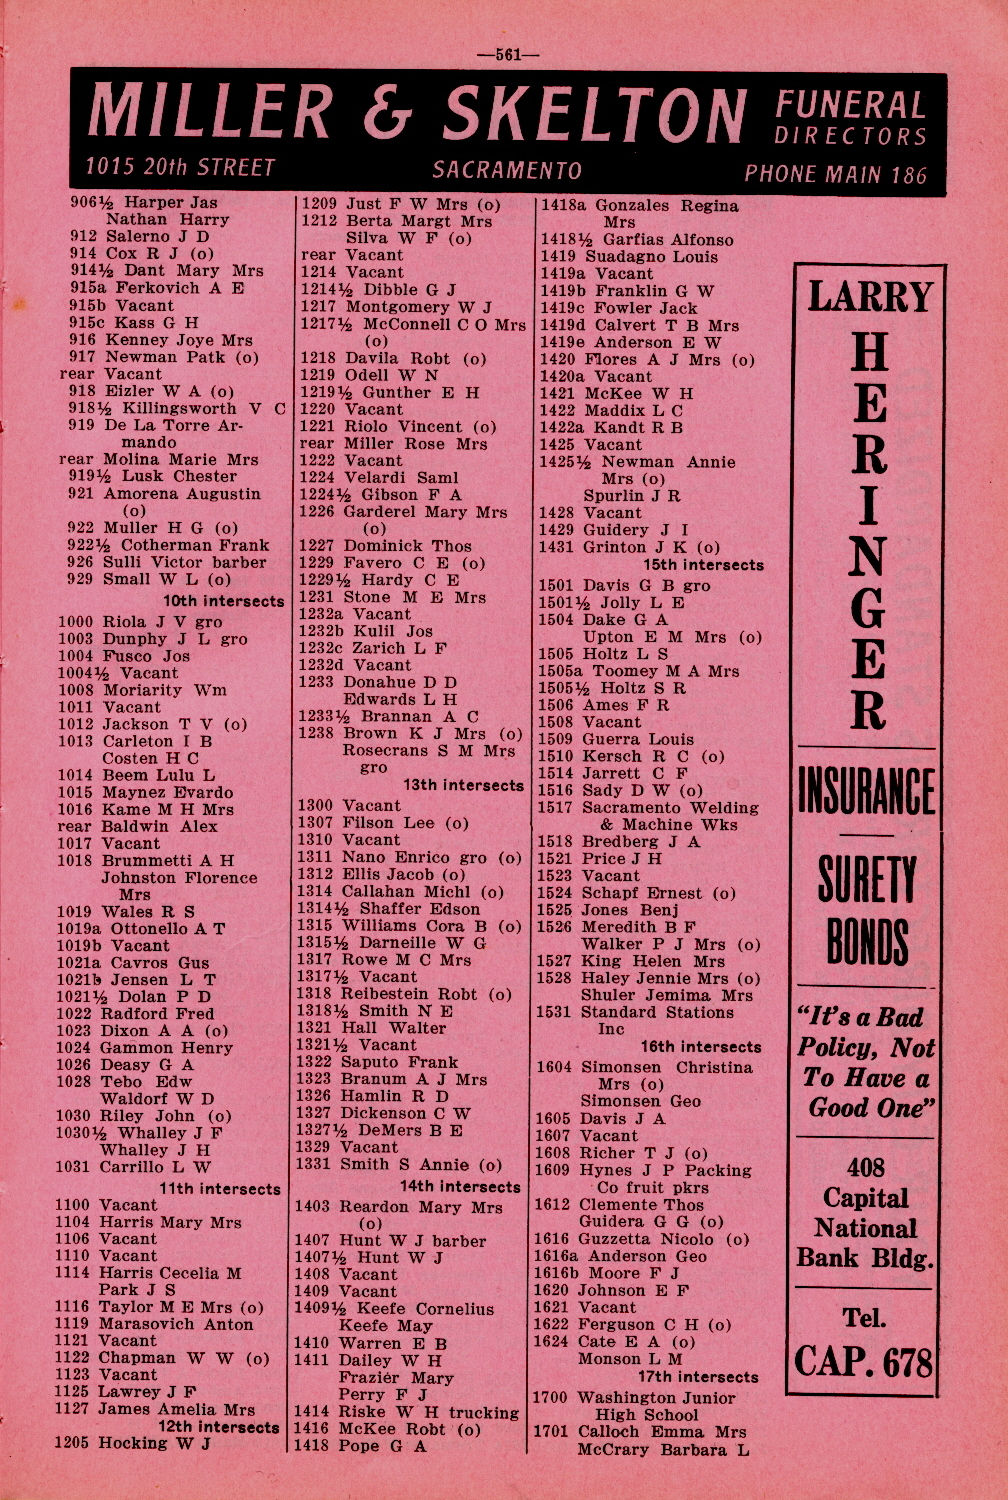 —561—
MILLER & SKELTON FUNERAL DIRECTORS
1015 20th STREET SACRAMENTO PHONE MAIN 186
906½ Harper Jas
Nathan Harry
912 Salerno J D
914 Cox R J (o)
914½ Dant Mary Mrs
915a Ferkovich A E
915b Vacant
915c Kass G H
916 Kenney Joye Mrs
917 Newman Patk (o)
rear Vacant
918 Eizler W A (o)
918½ Killingsworth V C
919 De La Torre Ar-
mando
rear Molina Marie Mrs
919½ Lusk Chester
921 Amorena Augustin
(o)
922 Muller H G (o)
922½ Cotherman Frank
926 Sulli Victor barber
929 Small W L (o)
10th intersects
1000 Riola J V gro
1003 Dunphy J L gro
1004 Fusco Jos
1004½ Vacant
1008 Moriarity Wm
1011 Vacant
1012 Jackson T V (o)
1013 Carleton I B
Costen H C
1014 Beem Lulu L
1015 Maynez Evardo
1016 Kame M H Mrs
rear Baldwin Alex
1017 Vacant
1018 Brummetti A H
Johnston Florence
Mrs
1019 Wales R S
1019a Ottonello A T
1019b Vacant
1021a Cavros Gus
1021b Jensen L T
1021½ Dolan P D
1022 Radford Fred
1023 Dixon A A (o)
1024 Gammon Henry
1026 Deasy G A
1028 Tebo Edw
Waldorf W D
1030 Riley John (o)
1030½ Whalley J F
Whalley J H
1031 Carrillo L W
11th intersects
1100 Vacant
1104 Harris Mary Mrs
1106 Vacant
1110 Vacant
1114 Harris Cecelia M
Park J S
1116 Taylor M E Mrs (o)
1119 Marasovich Anton
1121 Vacant
1122 Chapman W W (o)
1123 Vacant
1125 Lawrey J F
1127 James Amelia Mrs
12th intersects
1205 Hocking W J
1209 Just F W Mrs (o)
1212 Berta Margt Mrs
Silva W F (o)
rear Vacant
1214 Vacant
1214½ Dibble G J
1217 Montgomery W J
1217½ McConnell C O Mrs
(o)
1218 Davila Robt (o)
1219 Odell W N
1219½ Gunther E H
1220 Vacant
1221 Riolo Vincent (o)
rear Miller Rose Mrs
1222 Vacant
1224 Velardi Saml
1224½ Gibson F A
1226 Garderel Mary Mrs
(o)
1227 Dominick Thos
1229 Favero C E (o)
1229½ Hardy C E
1231 Stone M E Mrs
1232a Vacant
1232b Kulil Jos
1232c Zarich L F
1232d Vacant
1233 Donahue D D
Edwards L H
1233½ Brannan A C
1238 Brown K J Mrs (o)
Rosecrans S M Mrs
gro
13th intersects
1300 Vacant
1307 Filson Lee (o)
1310 Vacant
1311 Nano Enrico gro (o)
1312 Ellis Jacob (o)
1314 Callahan Michl (o)
1314½ Shaffer Edson
1315 Williams Cora B (o)
1315½ Darneille W G
1317 Rowe M C Mrs
1317½ Vacant
1318 Reibestein Robt (o)
1318½ Smith N E
1321 Hall Walter
1321½ Vacant
1322 Saputo Frank
1323 Branum A J Mrs
1326 Hamlin R D
1327 Dickenson C W
1327½ DeMers B E
1329 Vacant
1331 Smith S Annie (o)
14th intersects
1403 Reardon Mary Mrs
(o)
1407 Hunt W J barber
1407½ Hunt W J
1408 Vacant
1409 Vacant
1409½ Keefe Cornelius
Keefe May
1410 Warren E B
1411 Dailey W H
Frazier Mary
Perry F J
1414 Riske W H trucking
1416 McKee Robt (o)
1418 Pope G A
1418a Gonzales Regina
Mrs
1418½ Garfias Alfonso
1419 Suadagno Louis
1419a Vacant
1419b Franklin G W
1419c Fowler Jack
1419d Calvert T B Mrs
1419e Anderson E W
1420 Flores A J Mrs (o)
1420a Vacant
1421 McKee W H
1422 Maddix L C
1422a Kandt R B
1425 Vacant
1425½ Newman Annie
Mrs (o)
Spurlin J R
1428 Vacant
1429 Guidery J I
1431 Grinton J K (o)
15th intersects
1501 Davis G B gro
1501½ Jolly L E
1504 Dake G A
Upton E M Mrs (o)
1505 Holtz L S
1505a Toomey M A Mrs
1505½ Holtz S R
1506 Ames F R
1508 Vacant
1509 Guerra Louis
1510 Kersch R C (o)
1514 Jarrett C F
1516 Sady D W (o)
1517 Sacramento Welding
& Machine Wks
1518 Bredberg J A
1521 Price J H
1523 Vacant
1524 Schapf Ernest (o)
1525 Jones Benj
1526 Meredith B F
Walker P J Mrs (o)
1527 King Helen Mrs
1528 Haley Jennie Mrs (o)
Shuler Jemima Mrs
1531 Standard Stations
Inc
16th intersects
1604 Simonsen Christina
Mrs (o)
Simonsen Geo
1605 Davis J A
1607 Vacant
1608 Richer T J (o)
1609 Hynes J P Packing
Co fruit pkrs
1612 Clemente Thos
Guidera G G (o)
1616 Guzzetta Nicolo (o)
1616a Anderson Geo
1616b Moore F J
1620 Johnson E F
1621 Vacant
1622 Ferguson C H (o)
1624 Cate E A (o)
Monson L M
17th intersects
1700 Washington Junior
High School
1701 Calloch Emma Mrs
McCrary Barbara L
LARRY
HERINGER
INSURANCE
SURETY
BONDS
“It’s a Bad
Policy, Not
To Have a
Good One”
408
Capital
National
Bank Bldg.
Tel.
CAP. 678